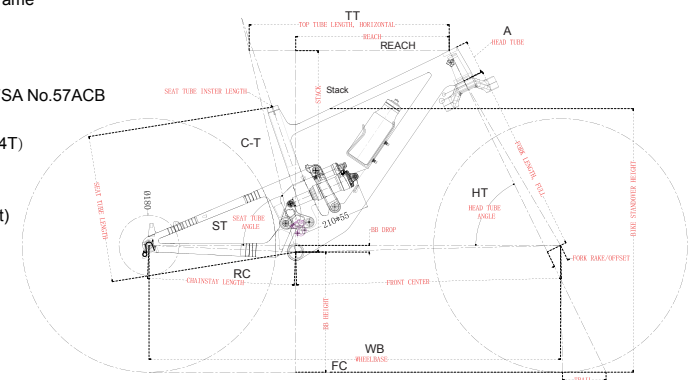 rame
TT
TOP TUBE LENGTH, HORIZONTAL
REACH
REACH
A
HEAD TUBE
SEAT TUBE INSTER-LENGTH
STACK
Stack
SA No.57ACB
C-T
4T)
FORK LENGTH, FULL
BIKE STANDOVER HEIGHT
SEAT TUBE LENGTH
Ø180
HT
HEAD TUBE
ANGLE
t)
ST
SEAT TUBE
ANGLE
210*55
BB DROP
FORK RAKE/OFFSET
RC
CHAINSTAY LENGTH
FRONT CENTER
BB HEIGHT
WB
WHEELBASE
FC
TRAIL